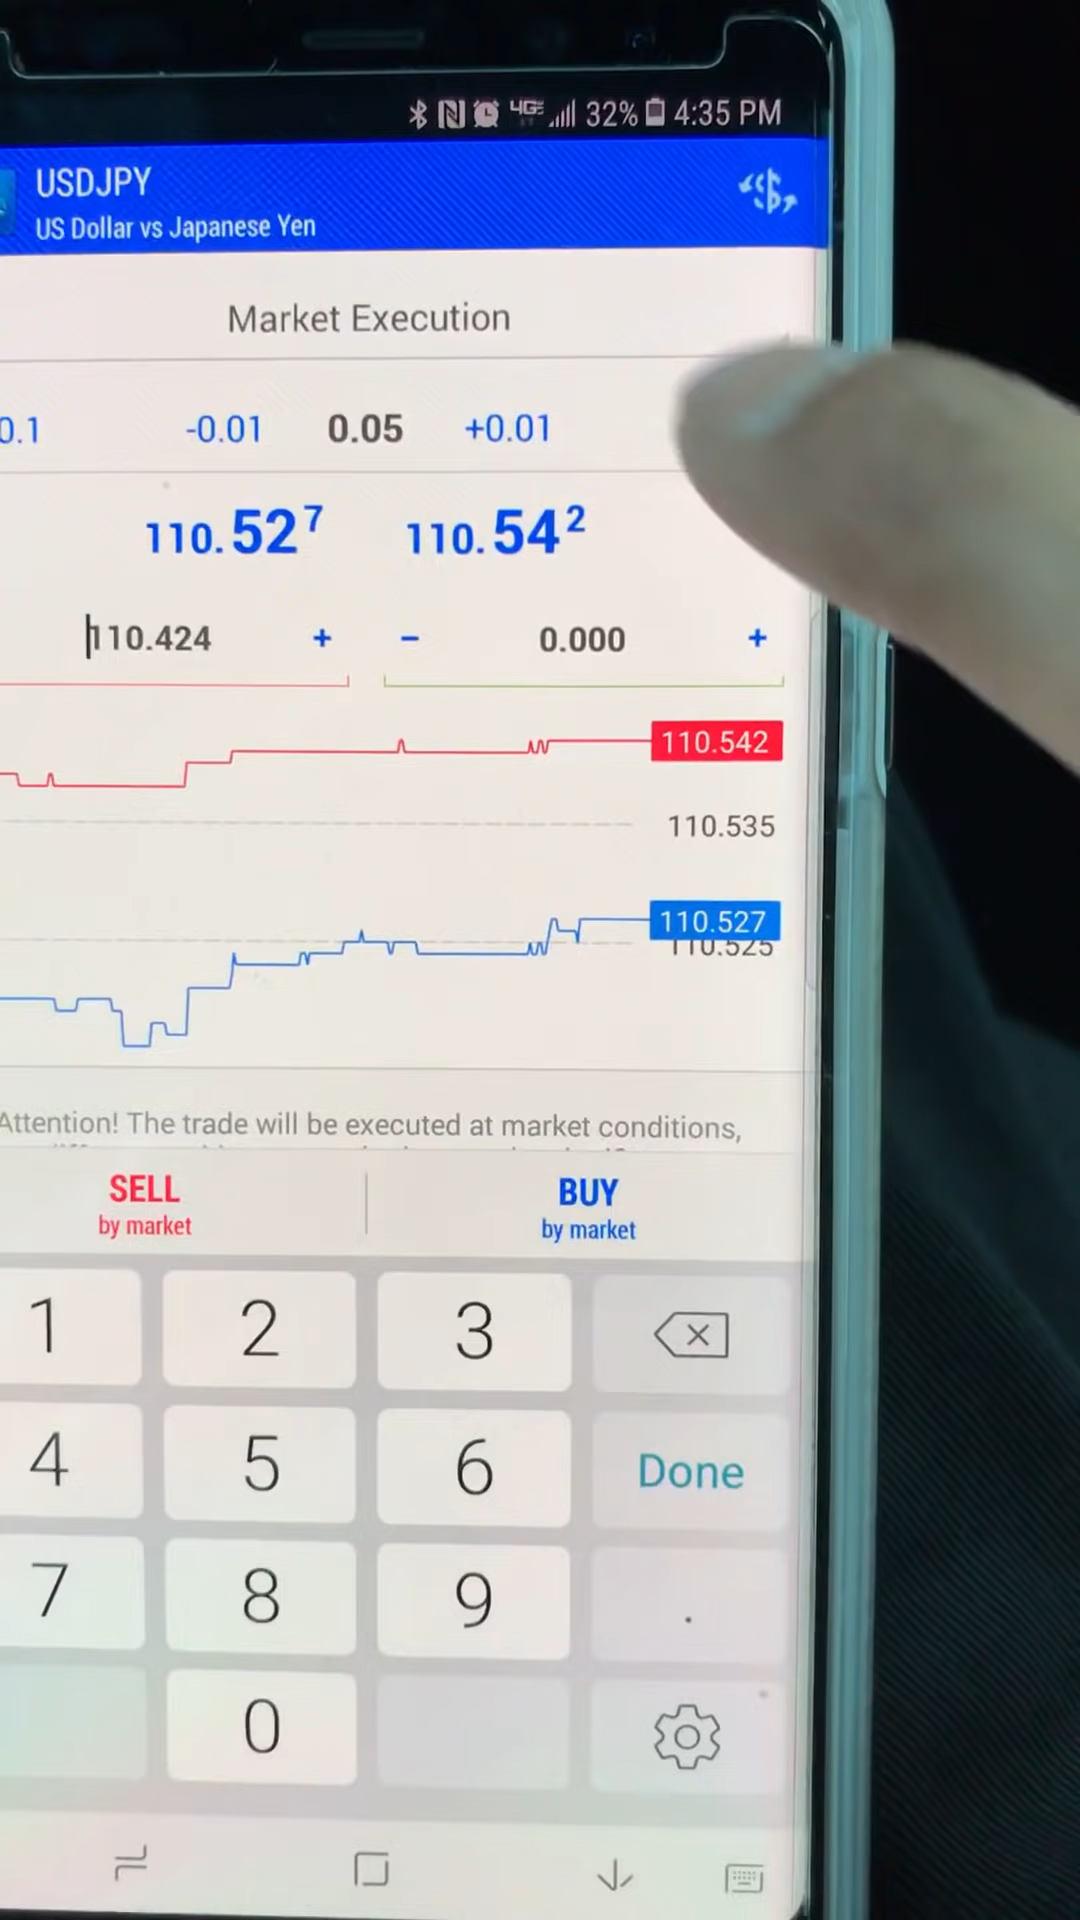 4GE 32% 4:35 PM
USDJPY
US Dollar vs Japanese Yen
Market Execution
0.1 -0.01 0.05 +0.01
110.527 110.542
110.424 + − 0.000 +
110.542
110.535
110.527
110.525
Attention! The trade will be executed at market conditions,
SELL BUY
by market by market
1 2 3
4 5 6 Done
7 8 9 .
0